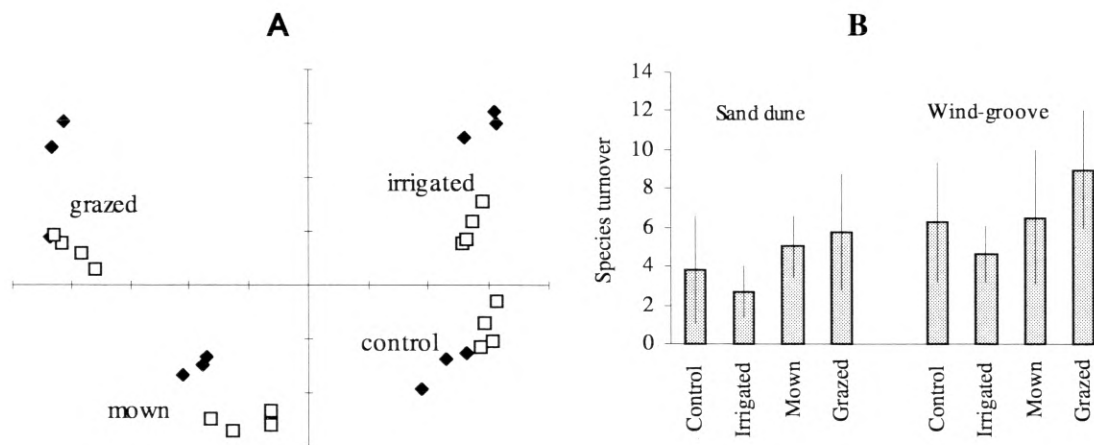 A
grazed
irrigated
control
mown
B
Species turnover
14
12
10
8
6
4
2
0
Sand dune
Wind-groove
Control
Irrigated
Mown
Grazed
Control
Irrigated
Mown
Grazed